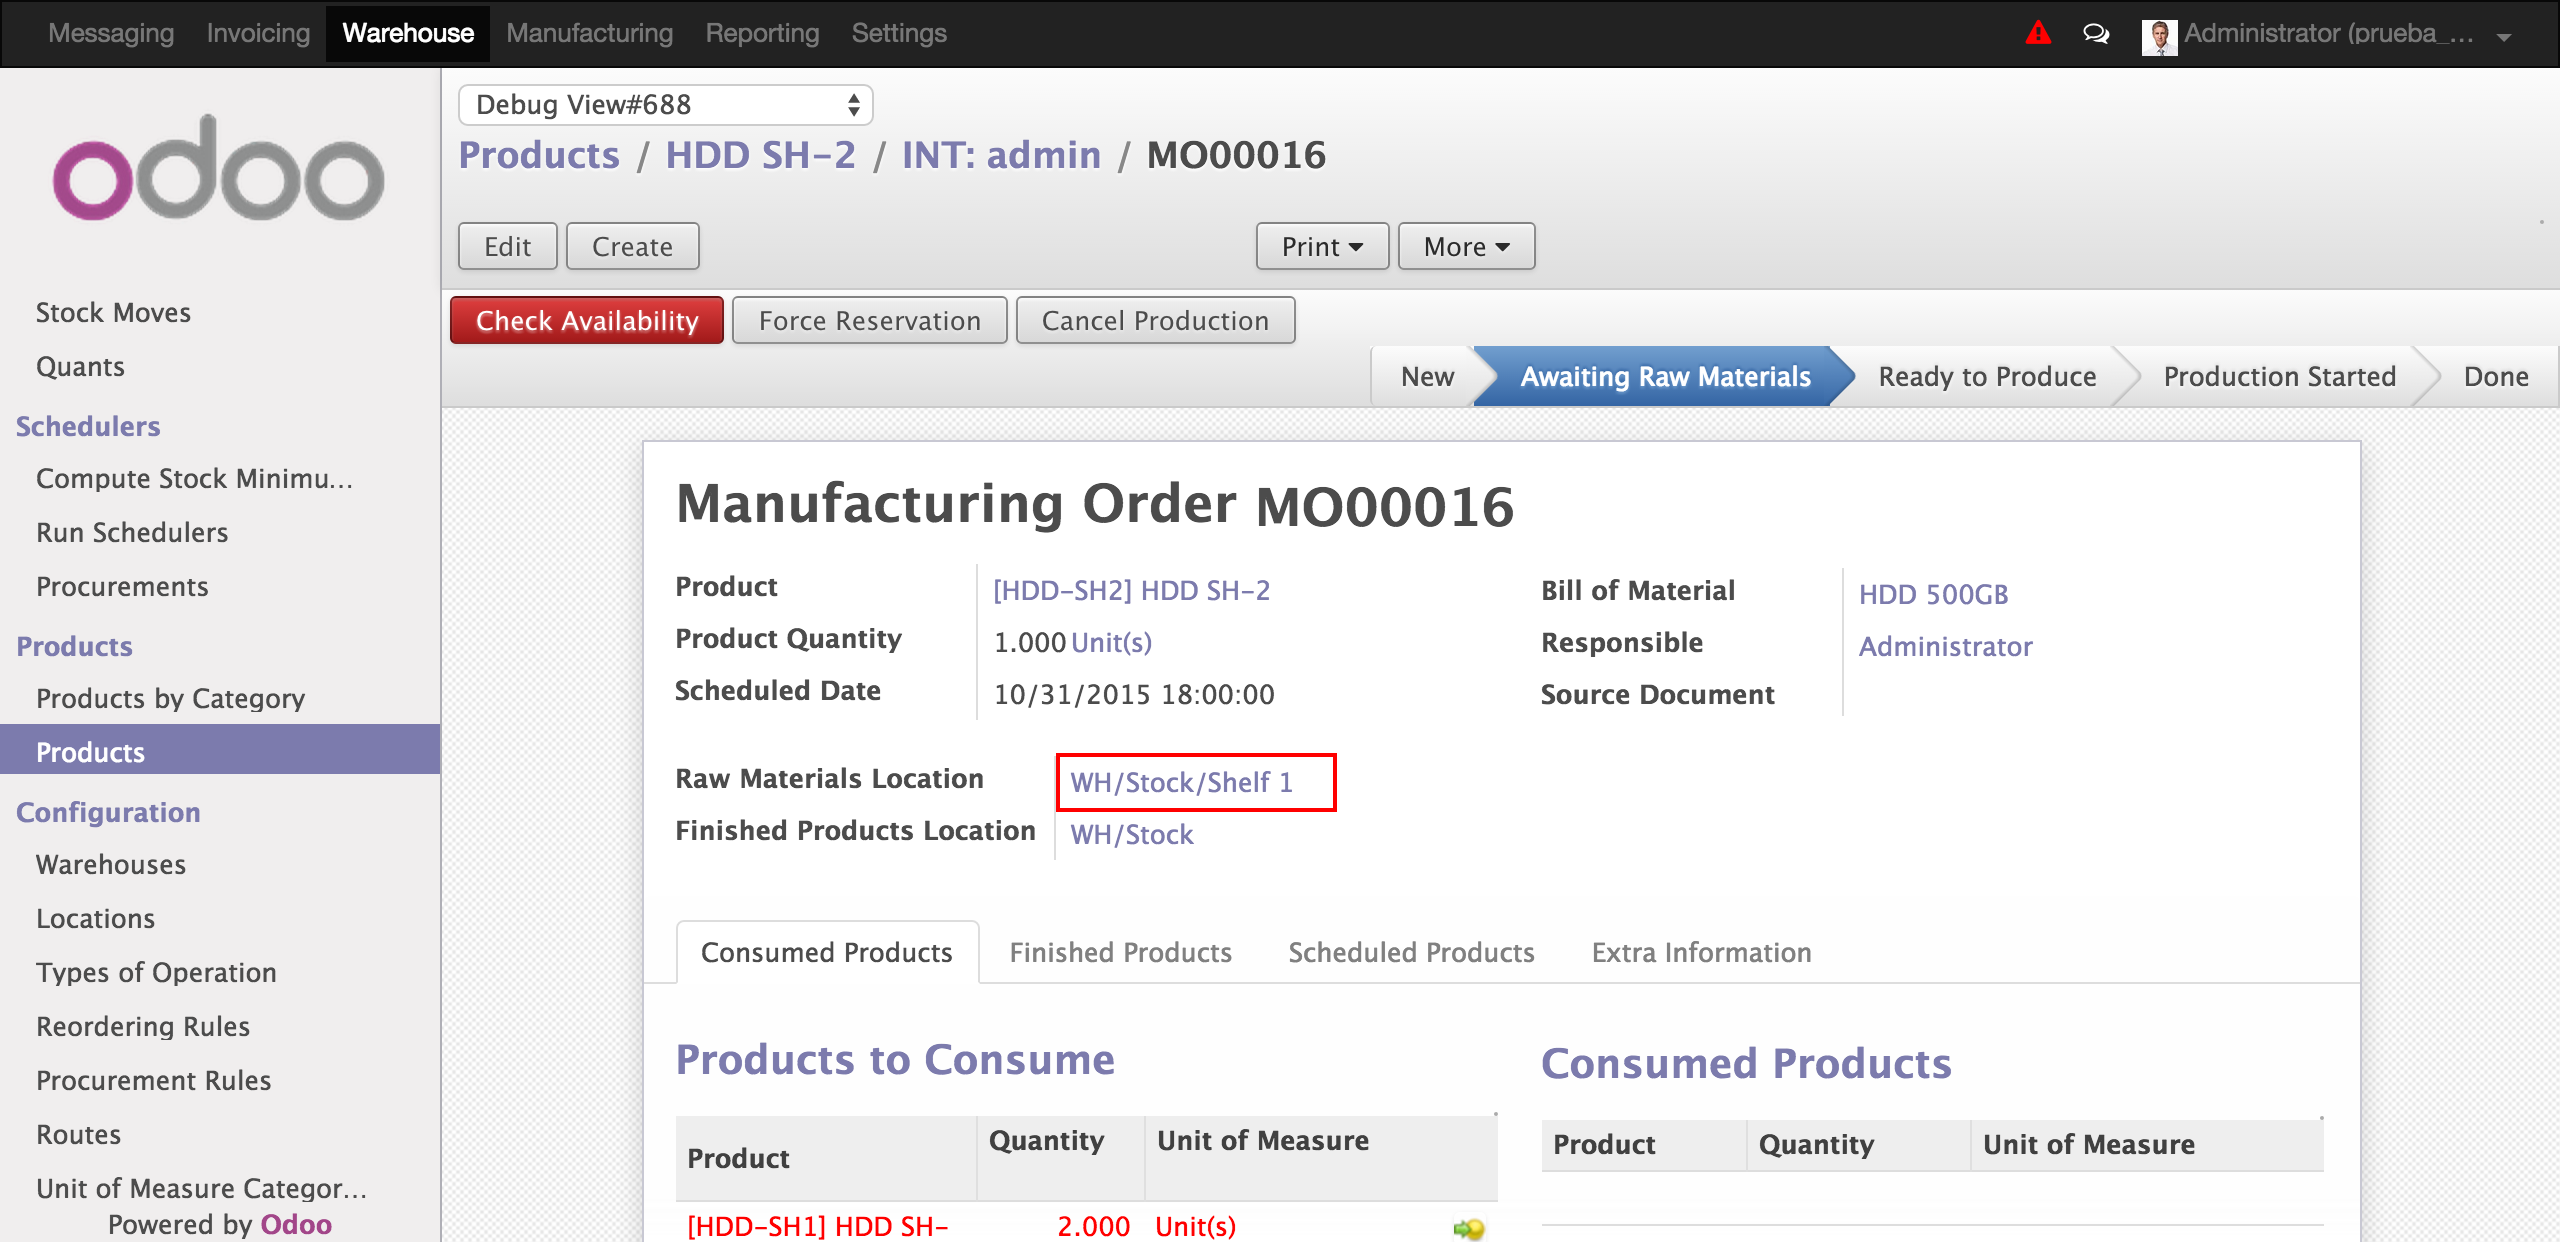 Messaging Invoicing Warehouse Manufacturing Reporting Settings Administrator (prueba_...
odoo
Stock Moves
Quants
Schedulers
Compute Stock Minimu...
Run Schedulers
Procurements
Products
Products by Category
Products
Configuration
Warehouses
Locations
Types of Operation
Reordering Rules
Procurement Rules
Routes
Unit of Measure Categor...
Powered by Odoo
Debug View#688
Products / HDD SH-2 / INT: admin / MO00016
Edit Create Print More
Check Availability Force Reservation Cancel Production
New Awaiting Raw Materials Ready to Produce Production Started Done
Manufacturing Order MO00016
Product [HDD-SH2] HDD SH-2
Product Quantity 1.000 Unit(s)
Scheduled Date 10/31/2015 18:00:00
Bill of Material HDD 500GB
Responsible Administrator
Source Document
Raw Materials Location WH/Stock/Shelf 1
Finished Products Location WH/Stock
Consumed Products Finished Products Scheduled Products Extra Information
Products to Consume
Product Quantity Unit of Measure
[HDD-SH1] HDD SH- 2.000 Unit(s)
Consumed Products
Product Quantity Unit of Measure